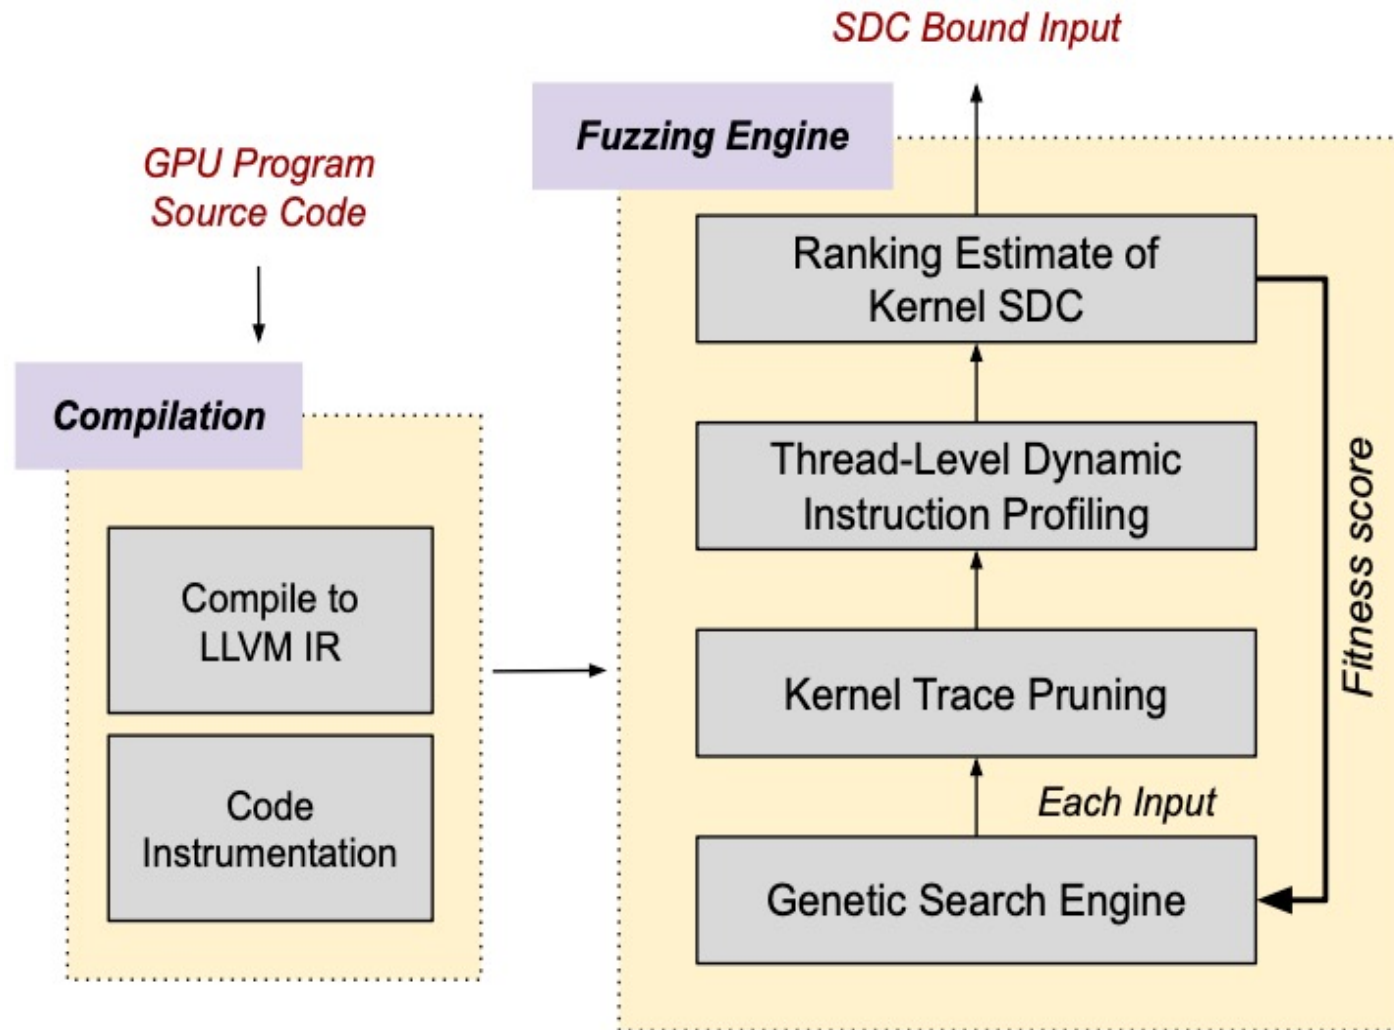 SDC Bound Input
Fuzzing Engine
GPU Program
Source Code
Ranking Estimate of
Kernel SDC
Compilation
Thread-Level Dynamic
Instruction Profiling
Fitness score
Compile to
LLVM IR
Kernel Trace Pruning
Code
Instrumentation
Each Input
Genetic Search Engine